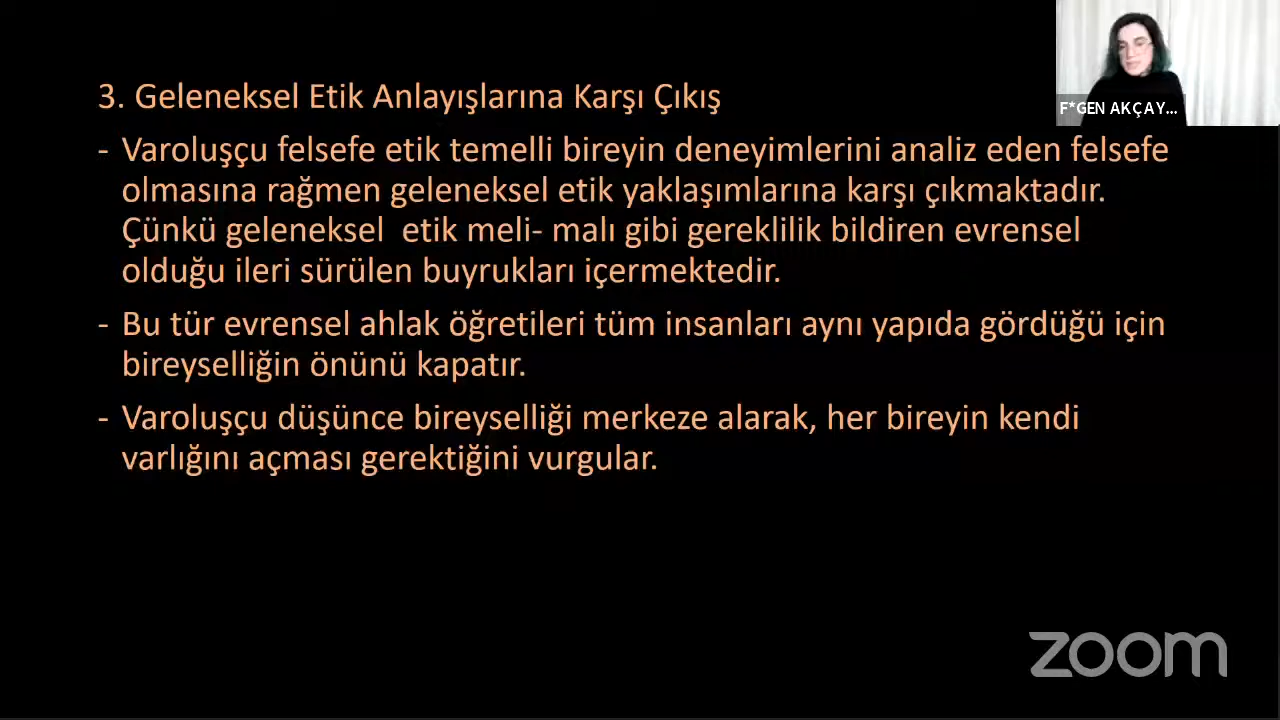 3. Geleneksel Etik Anlayışlarına Karşı Çıkış
- Varoluşçu felsefe etik temelli bireyin deneyimlerini analiz eden felsefe
olmasına rağmen geleneksel etik yaklaşımlarına karşı çıkmaktadır.
Çünkü geleneksel  etik meli- malı gibi gereklilik bildiren evrensel
olduğu ileri sürülen buyrukları içermektedir.
- Bu tür evrensel ahlak öğretileri tüm insanları aynı yapıda gördüğü için
bireyselliğin önünü kapatır.
- Varoluşçu düşünce bireyselliği merkeze alarak, her bireyin kendi
varlığını açması gerektiğini vurgular.
F*GEN AKÇAY...
zoom